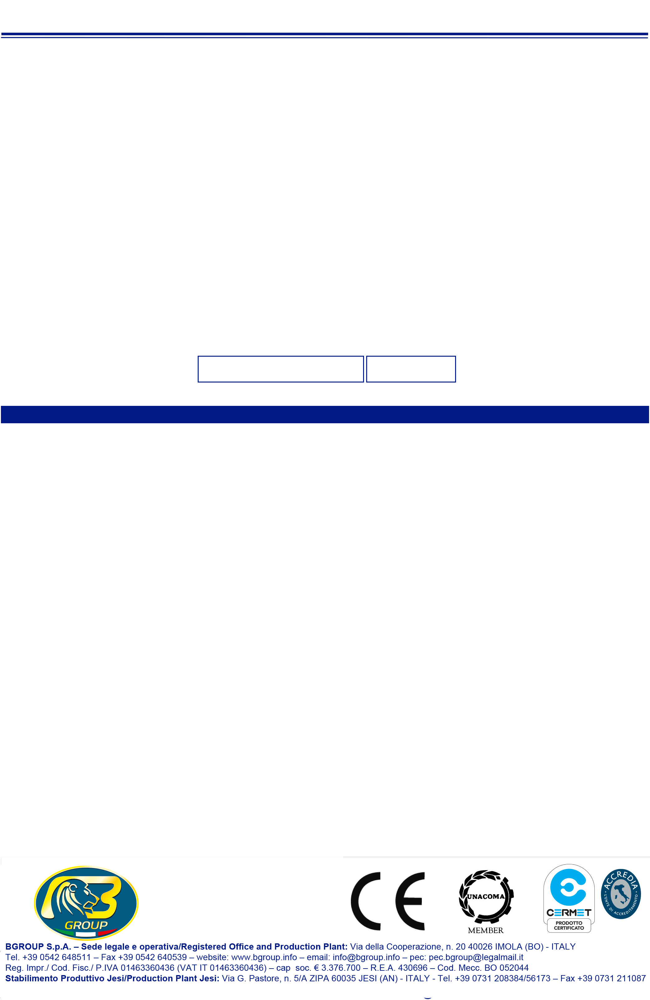 GROUP
CE
UNACOMA
MEMBER
CERMET
PRODOTTO
CERTIFICATO
ACCREDIA
L'ENTE DI ACCREDITAMENTO
BGROUP S.p.A. – Sede legale e operativa/Registered Office and Production Plant: Via della Cooperazione, n. 20 40026 IMOLA (BO) - ITALY
Tel. +39 0542 648511 – Fax +39 0542 640539 – website: www.bgroup.info – email: info@bgroup.info – pec: pec.bgroup@legalmail.it
Reg. Impr./ Cod. Fisc./ P.IVA 01463360436 (VAT IT 01463360436) – cap  soc. € 3.376.700 – R.E.A. 430696 – Cod. Mecc. BO 052044
Stabilimento Produttivo Jesi/Production Plant Jesi: Via G. Pastore, n. 5/A ZIPA 60035 JESI (AN) - ITALY - Tel. +39 0731 208384/56173 – Fax +39 0731 211087